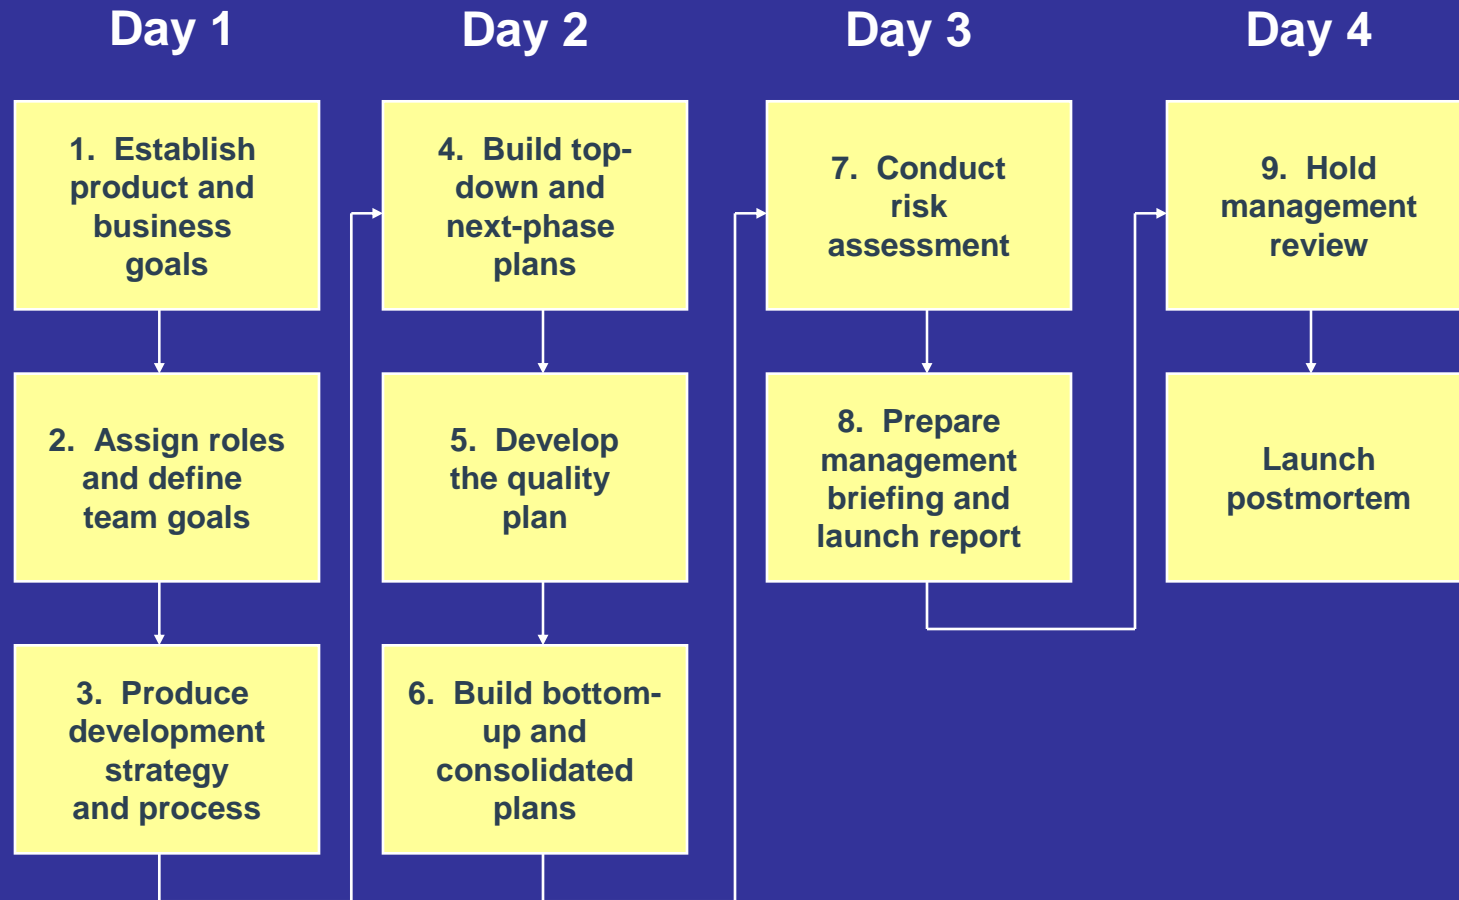 Day 1
1. Establish
product and
business
goals
2. Assign roles
and define
team goals
3. Produce
development
strategy
and process
Day 2
4. Build top-
down and
next-phase
plans
5. Develop
the quality
plan
6. Build bottom-
up and
consolidated
plans
Day 3
7. Conduct
risk
assessment
8. Prepare
management
briefing and
launch report
Day 4
9. Hold
management
review
Launch
postmortem